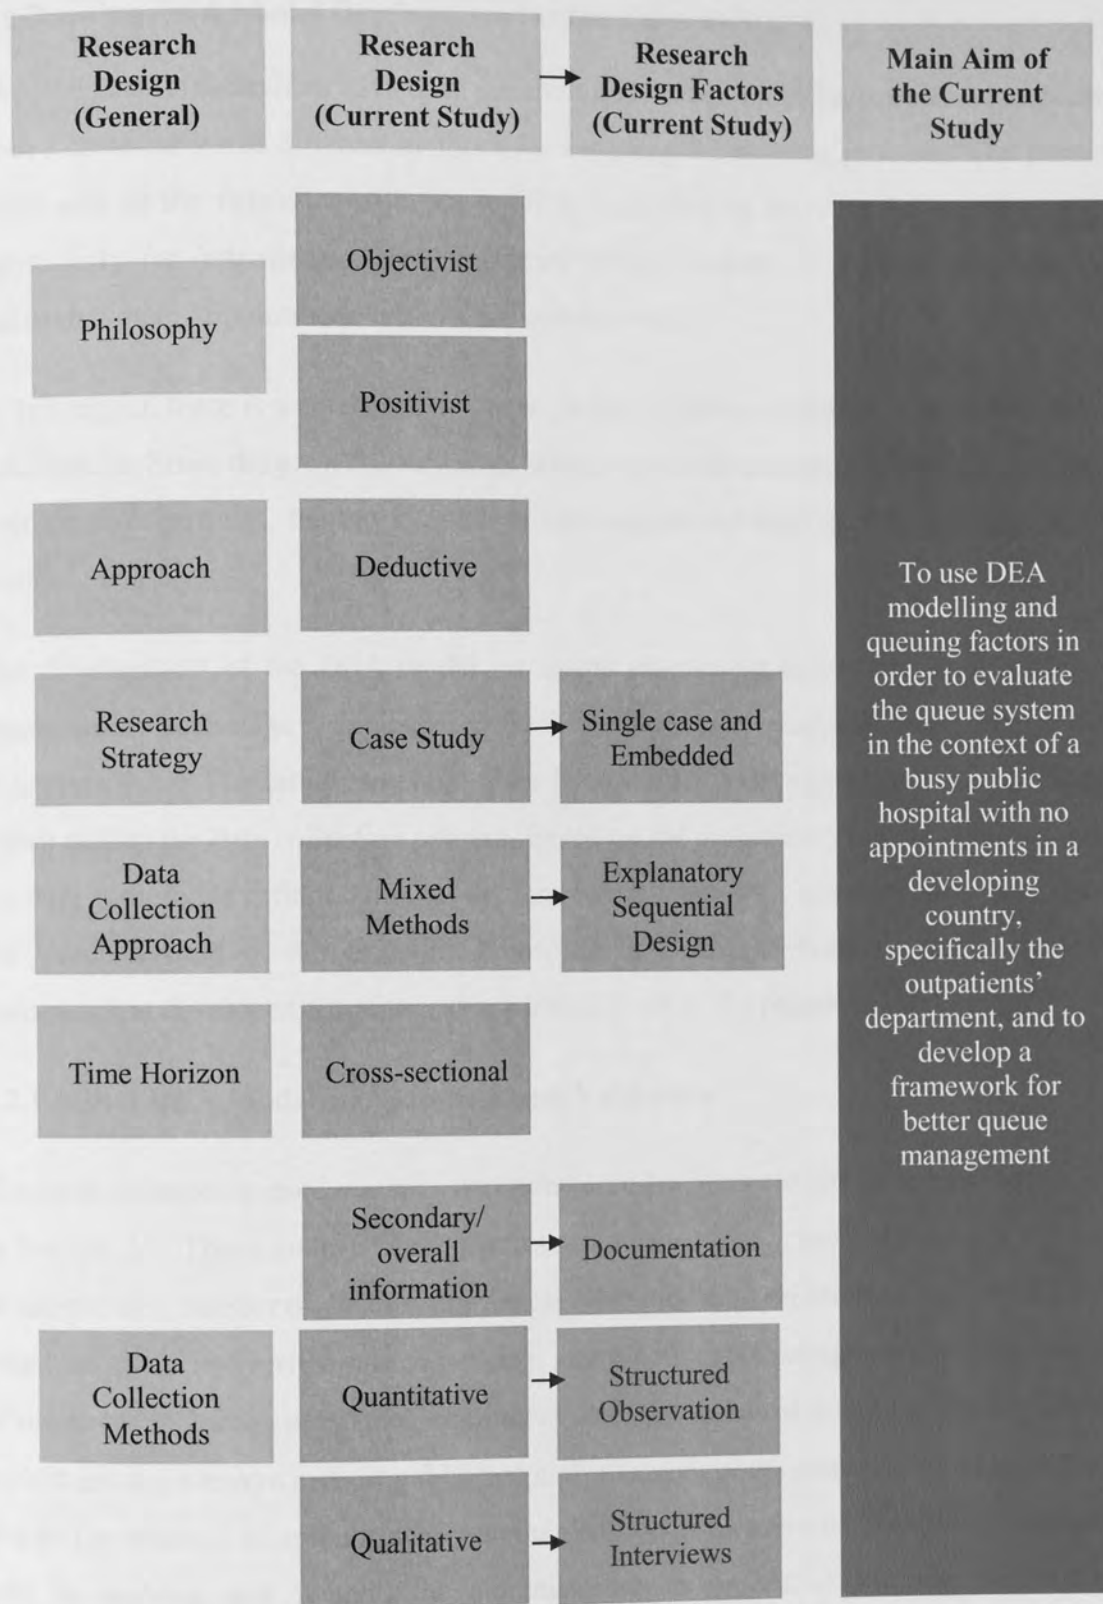 Research
Design
(General)
Research
Design
(Current Study)
Research
Design Factors
(Current Study)
Main Aim of
the Current
Study
Philosophy
Objectivist
Positivist
Approach
Deductive
Research
Strategy
Case Study
Single case and
Embedded
Data
Collection
Approach
Mixed
Methods
Explanatory
Sequential
Design
Time Horizon
Cross-sectional
Data
Collection
Methods
Secondary/
overall
information
Documentation
Quantitative
Structured
Observation
Qualitative
Structured
Interviews
To use DEA
modelling and
queuing factors in
order to evaluate
the queue system
in the context of a
busy public
hospital with no
appointments in a
developing
country,
specifically the
outpatients’
department, and to
develop a
framework for
better queue
management